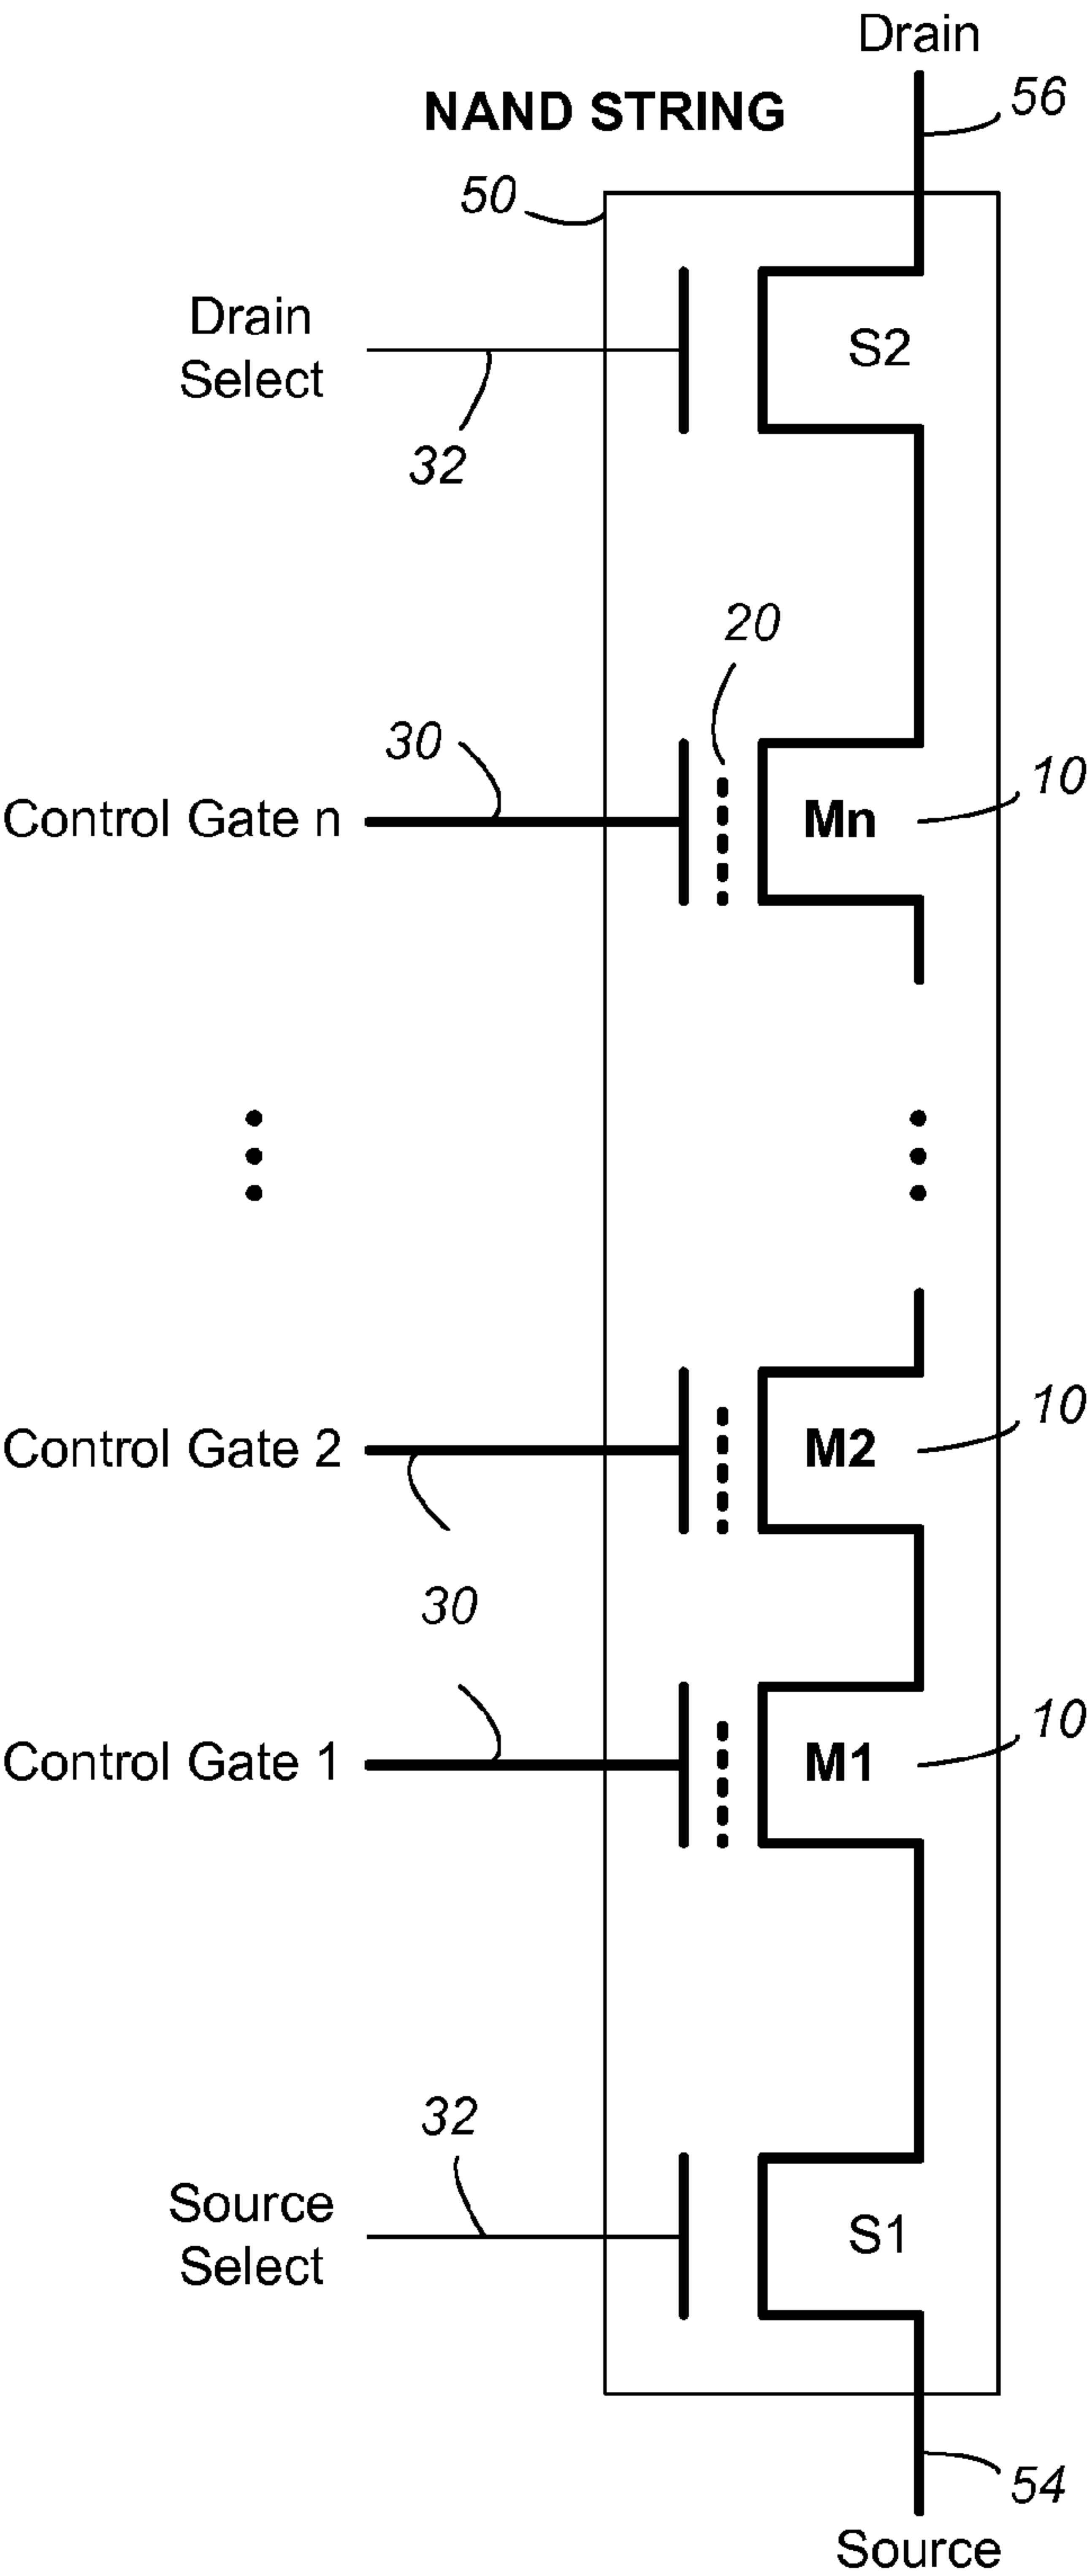 Drain
56
NAND STRING
50
Drain
Select
S2
32
20
30
10
Control Gate n
Mn
10
Control Gate 2
M2
30
10
Control Gate 1
M1
32
Source
Select
S1
54
Source